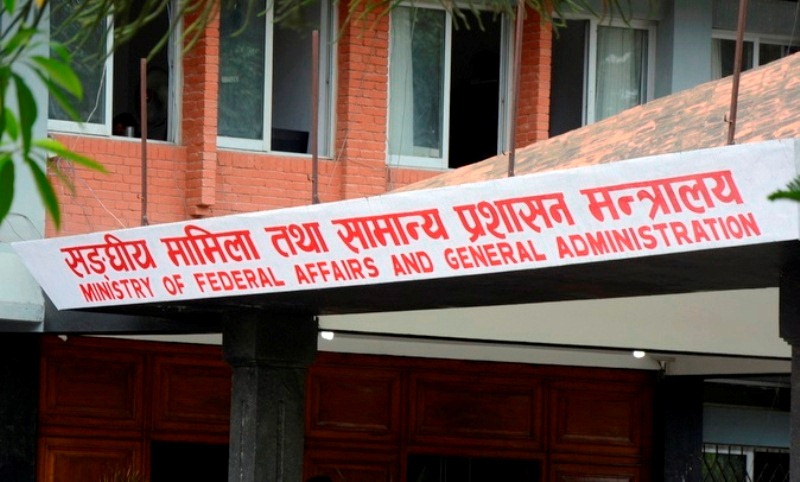 सङ्घीय मामिला तथा सामान्य प्रशासन मन्त्रालय
MINISTRY OF FEDERAL AFFAIRS AND GENERAL ADMINISTRATION